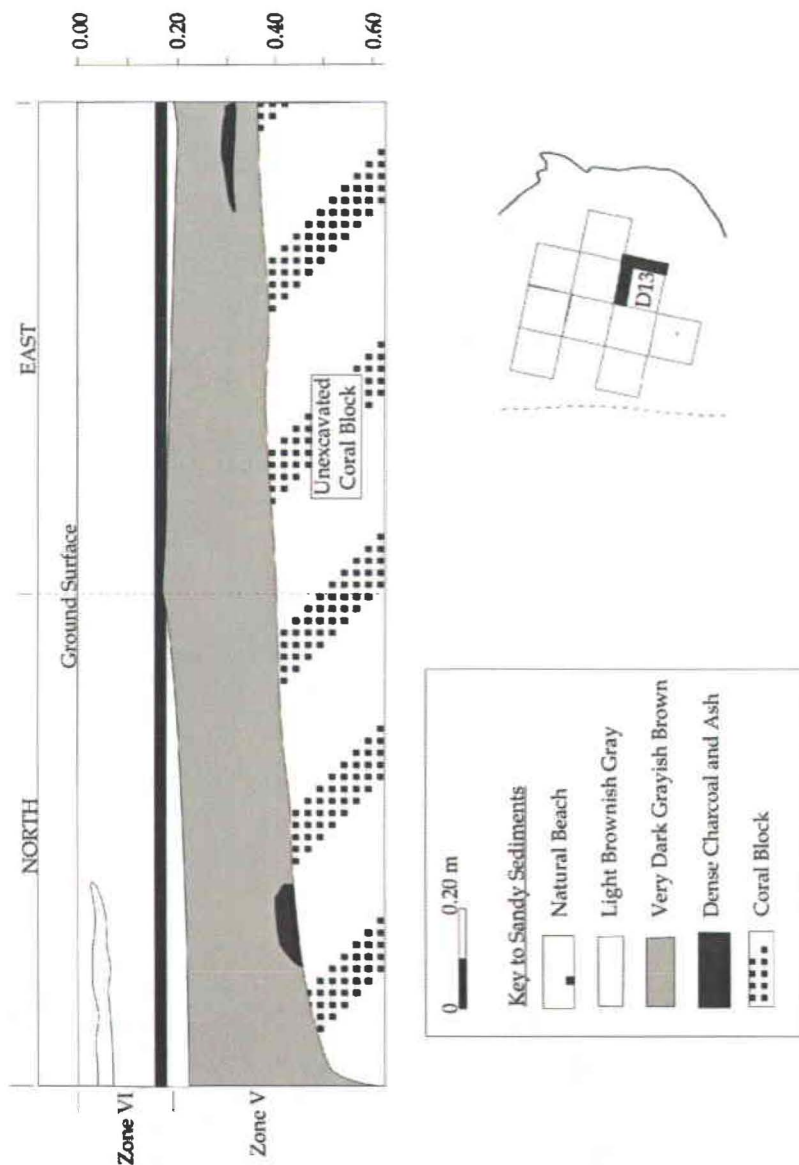 NORTH
EAST
Ground Surface
0.00
0.20
0.40
0.60
Zone VI
Zone V
Unexcavated
Coral Block
0
0.20 m
Key to Sandy Sediments
Natural Beach
Light Brownish Gray
Very Dark Grayish Brown
Dense Charcoal and Ash
Coral Block
D13